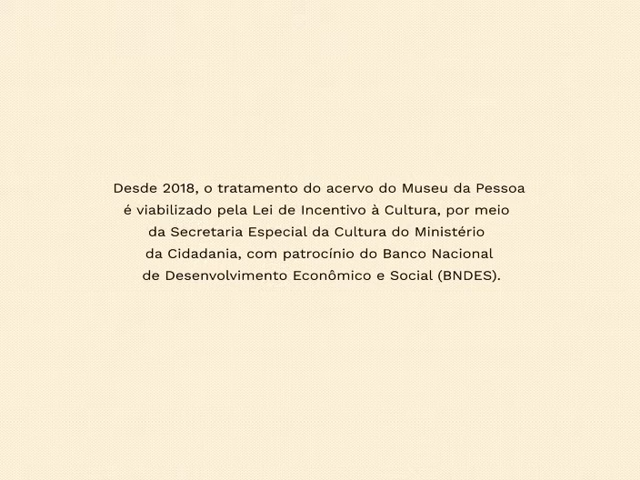 Desde 2018, o tratamento do acervo do Museu da Pessoa
é viabilizado pela Lei de Incentivo à Cultura, por meio
da Secretaria Especial da Cultura do Ministério
da Cidadania, com patrocínio do Banco Nacional
de Desenvolvimento Econômico e Social (BNDES).